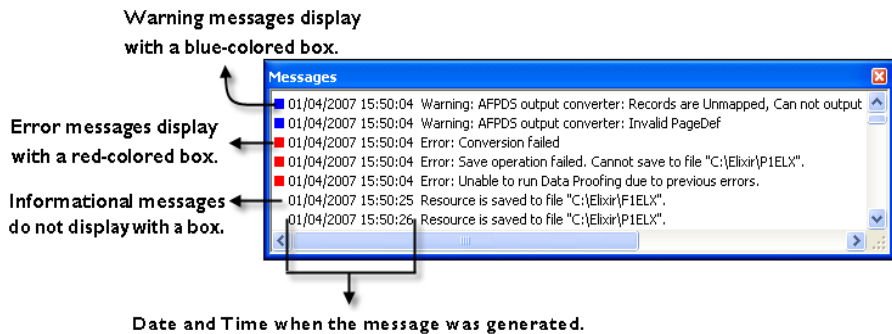 Warning messages display
with a blue-colored box.
Messages
01/04/2007 15:50:04 Warning: AFPDS output converter: Records are Unmapped, Can not output
01/04/2007 15:50:04 Warning: AFPDS output converter: Invalid PageDef
Error messages display
with a red-colored box.
01/04/2007 15:50:04 Error: Conversion failed
01/04/2007 15:50:04 Error: Save operation failed. Cannot save to file "C:\Elixir\P1ELX".
01/04/2007 15:50:04 Error: Unable to run Data Proofing due to previous errors.
Informational messages
do not display with a box.
01/04/2007 15:50:25 Resource is saved to file "C:\Elixir\F1ELX".
01/04/2007 15:50:26 Resource is saved to file "C:\Elixir\P1ELX".
Date and Time when the message was generated.